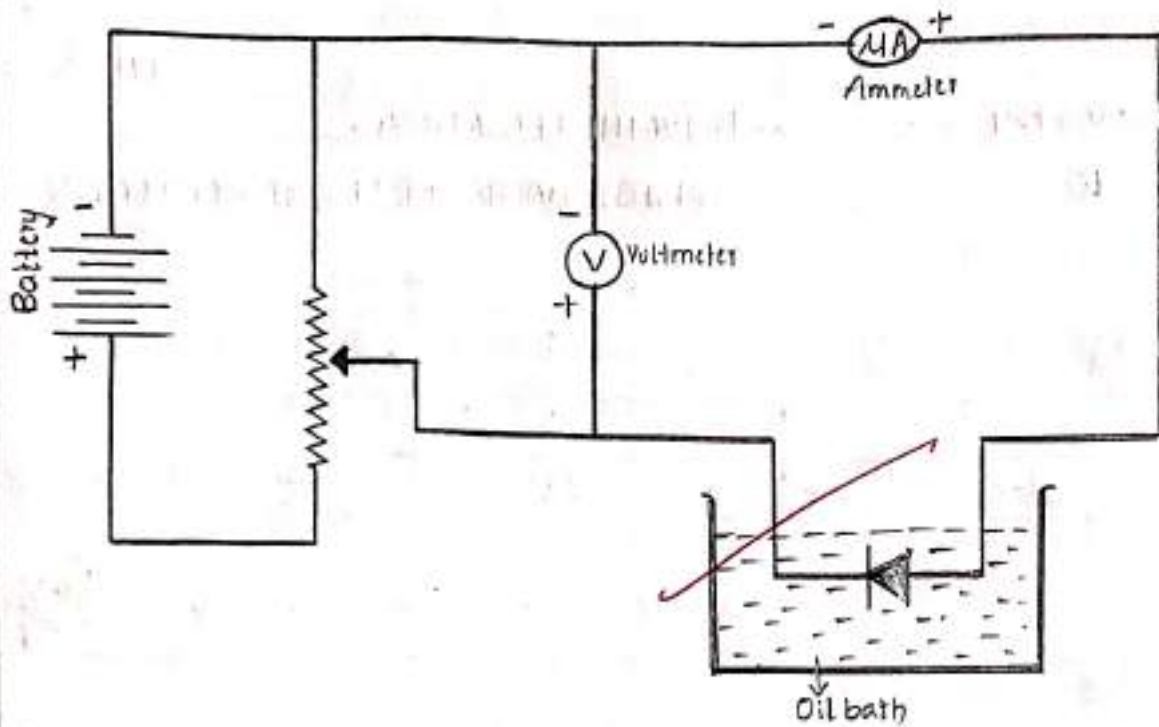 - μA +
Ammeter
-
Battery
+
-
V Voltmeter
+
Oil bath